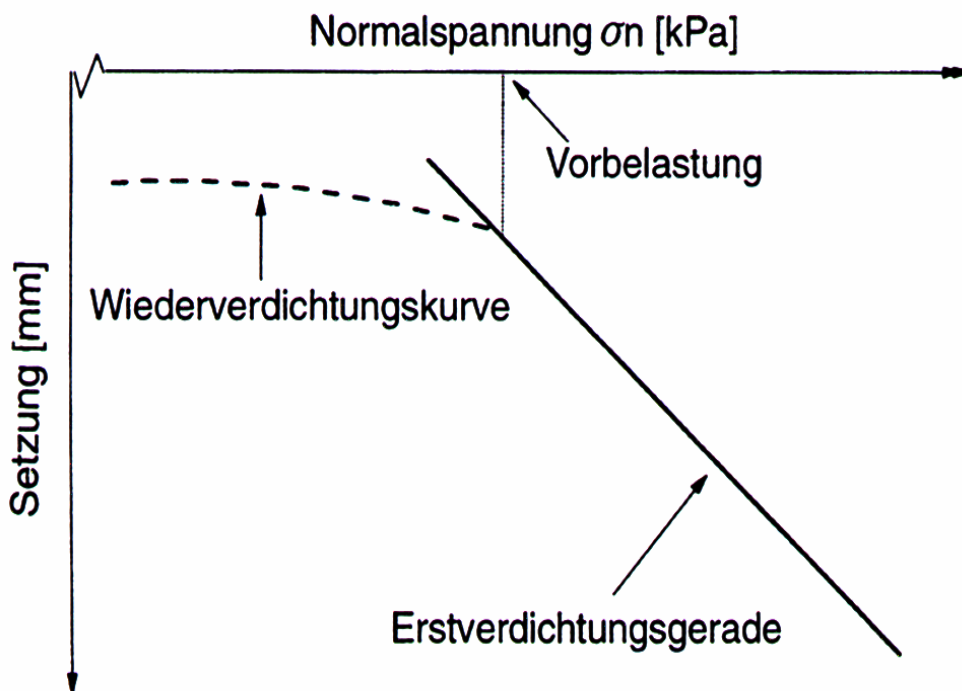 Normalspannung σn [kPa]
Vorbelastung
Wiederverdichtungskurve
Setzung [mm]
Erstverdichtungsgerade